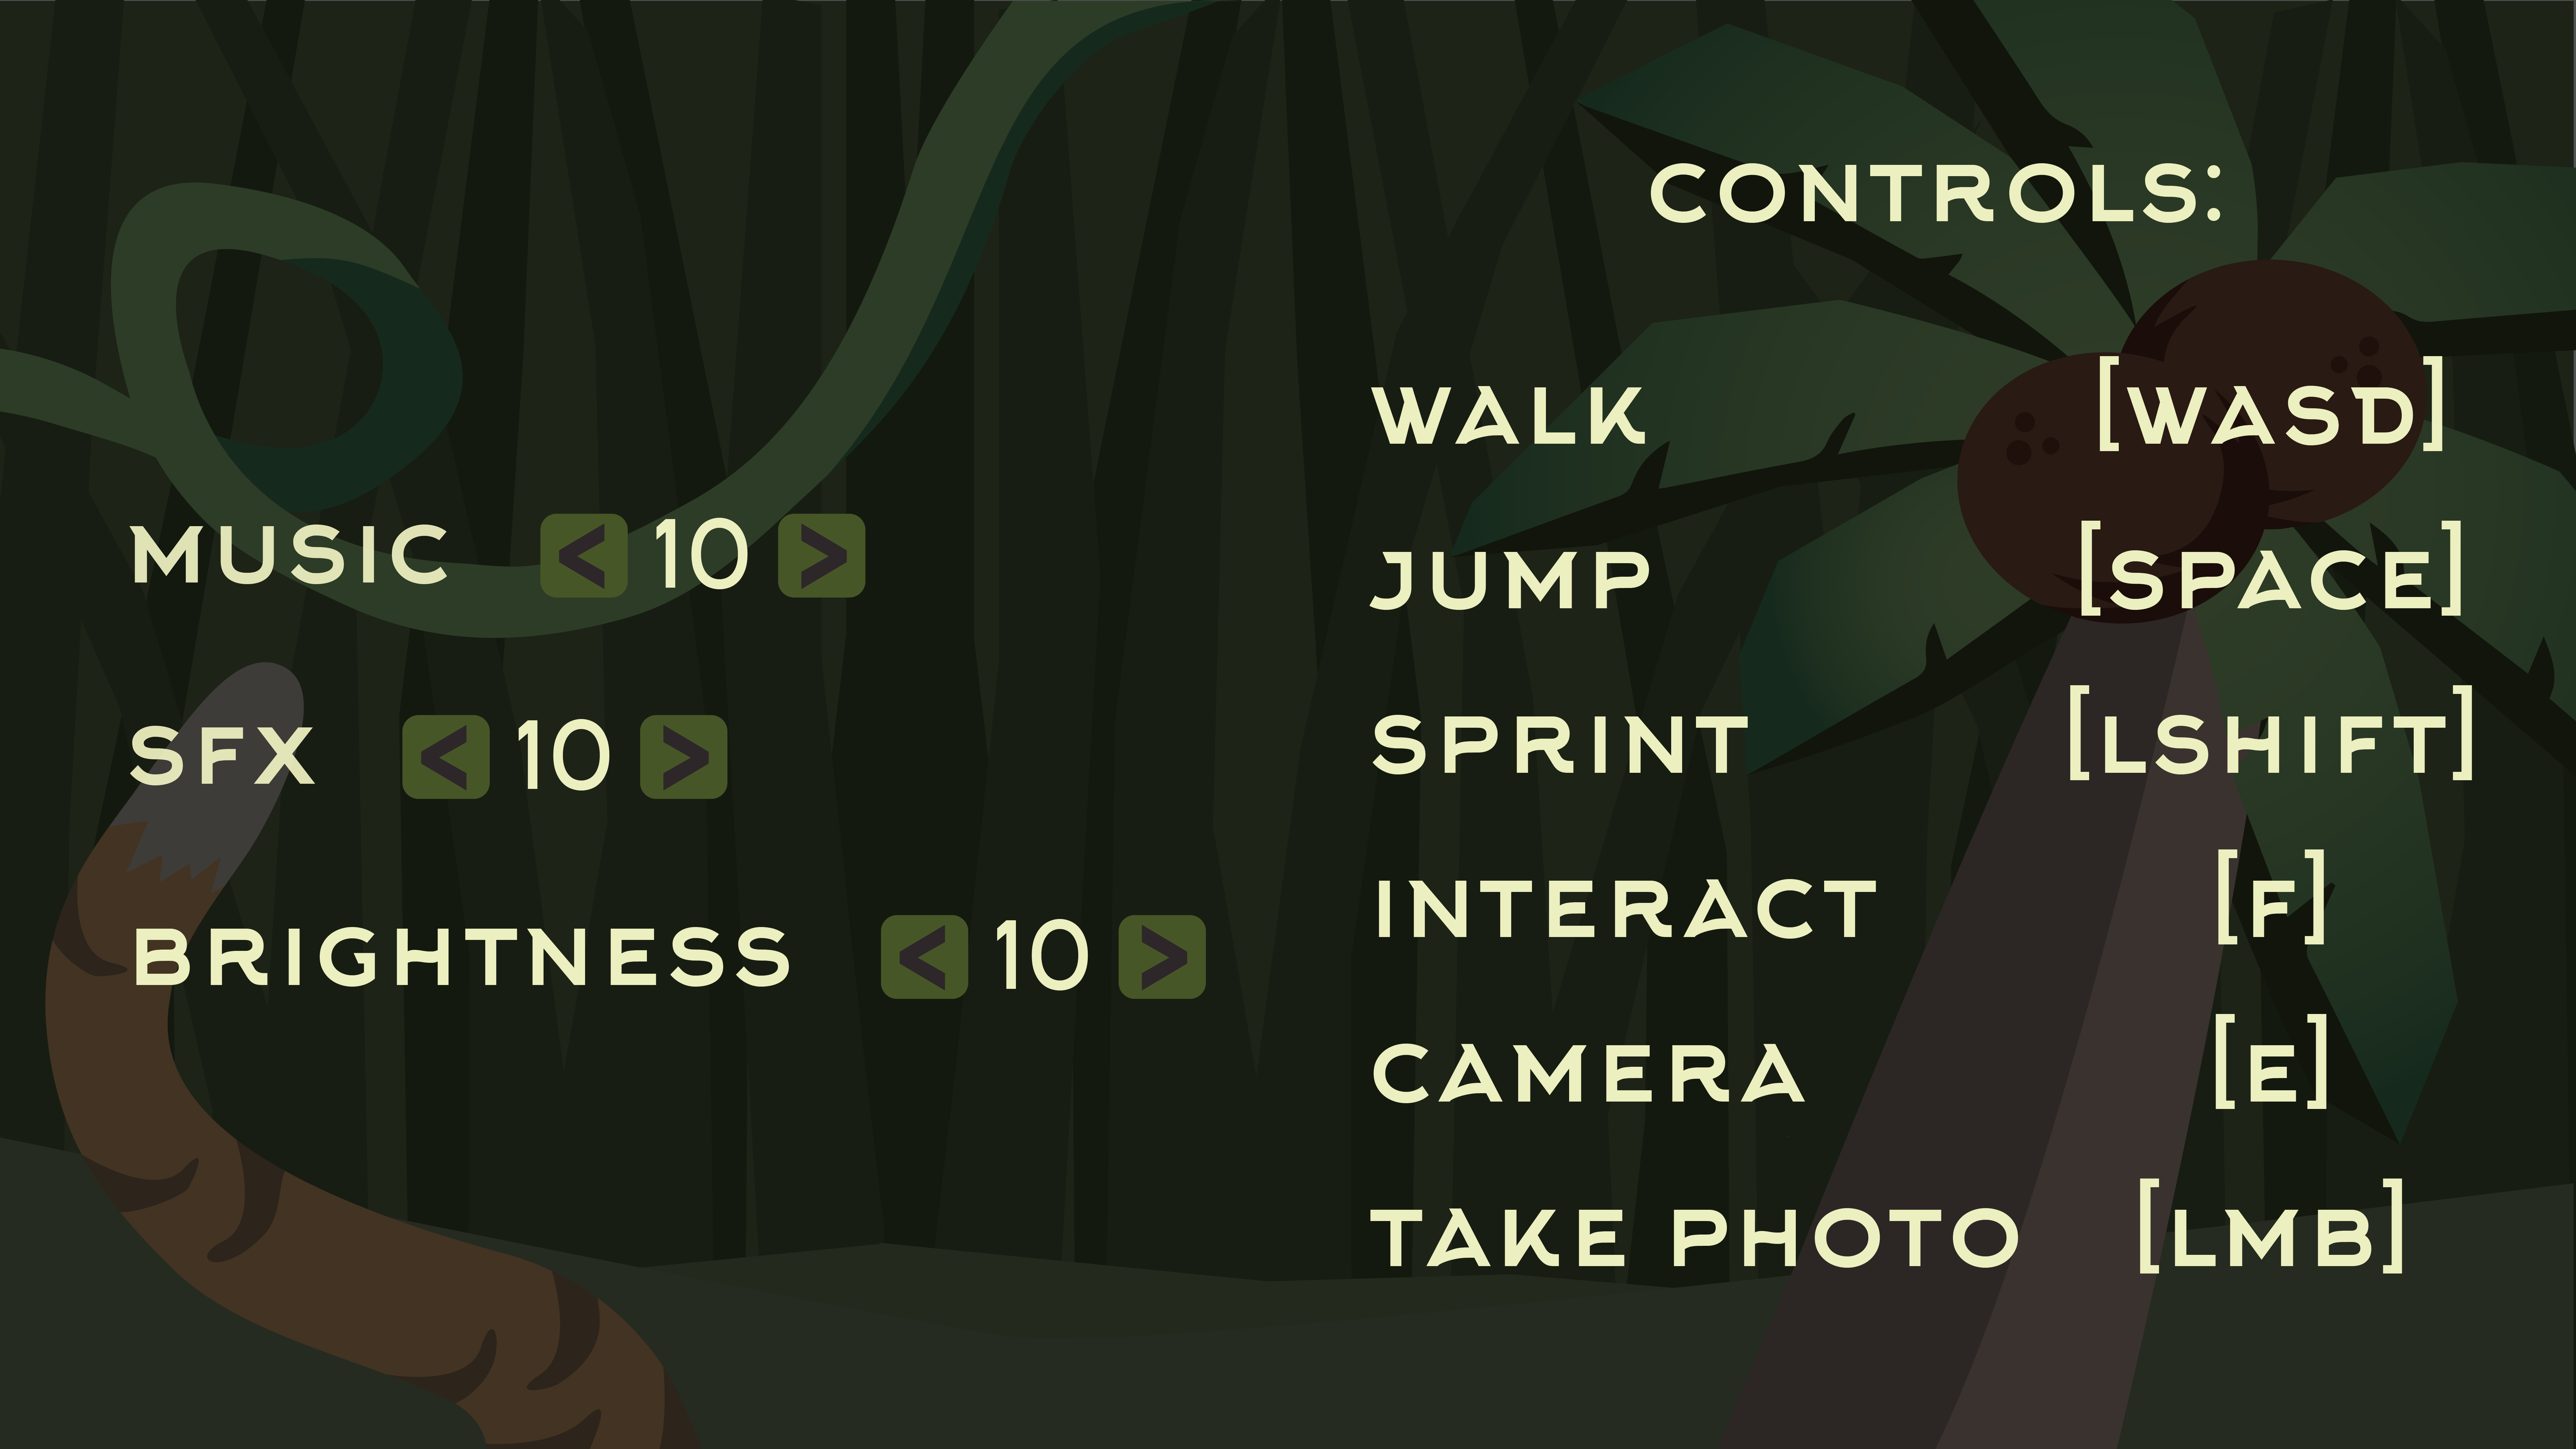 MUSIC < 10 >
SFX < 10 >
BRIGHTNESS < 10 >
CONTROLS:
WALK [WASD]
JUMP [SPACE]
SPRINT [LSHIFT]
INTERACT [F]
CAMERA [E]
TAKE PHOTO [LMB]